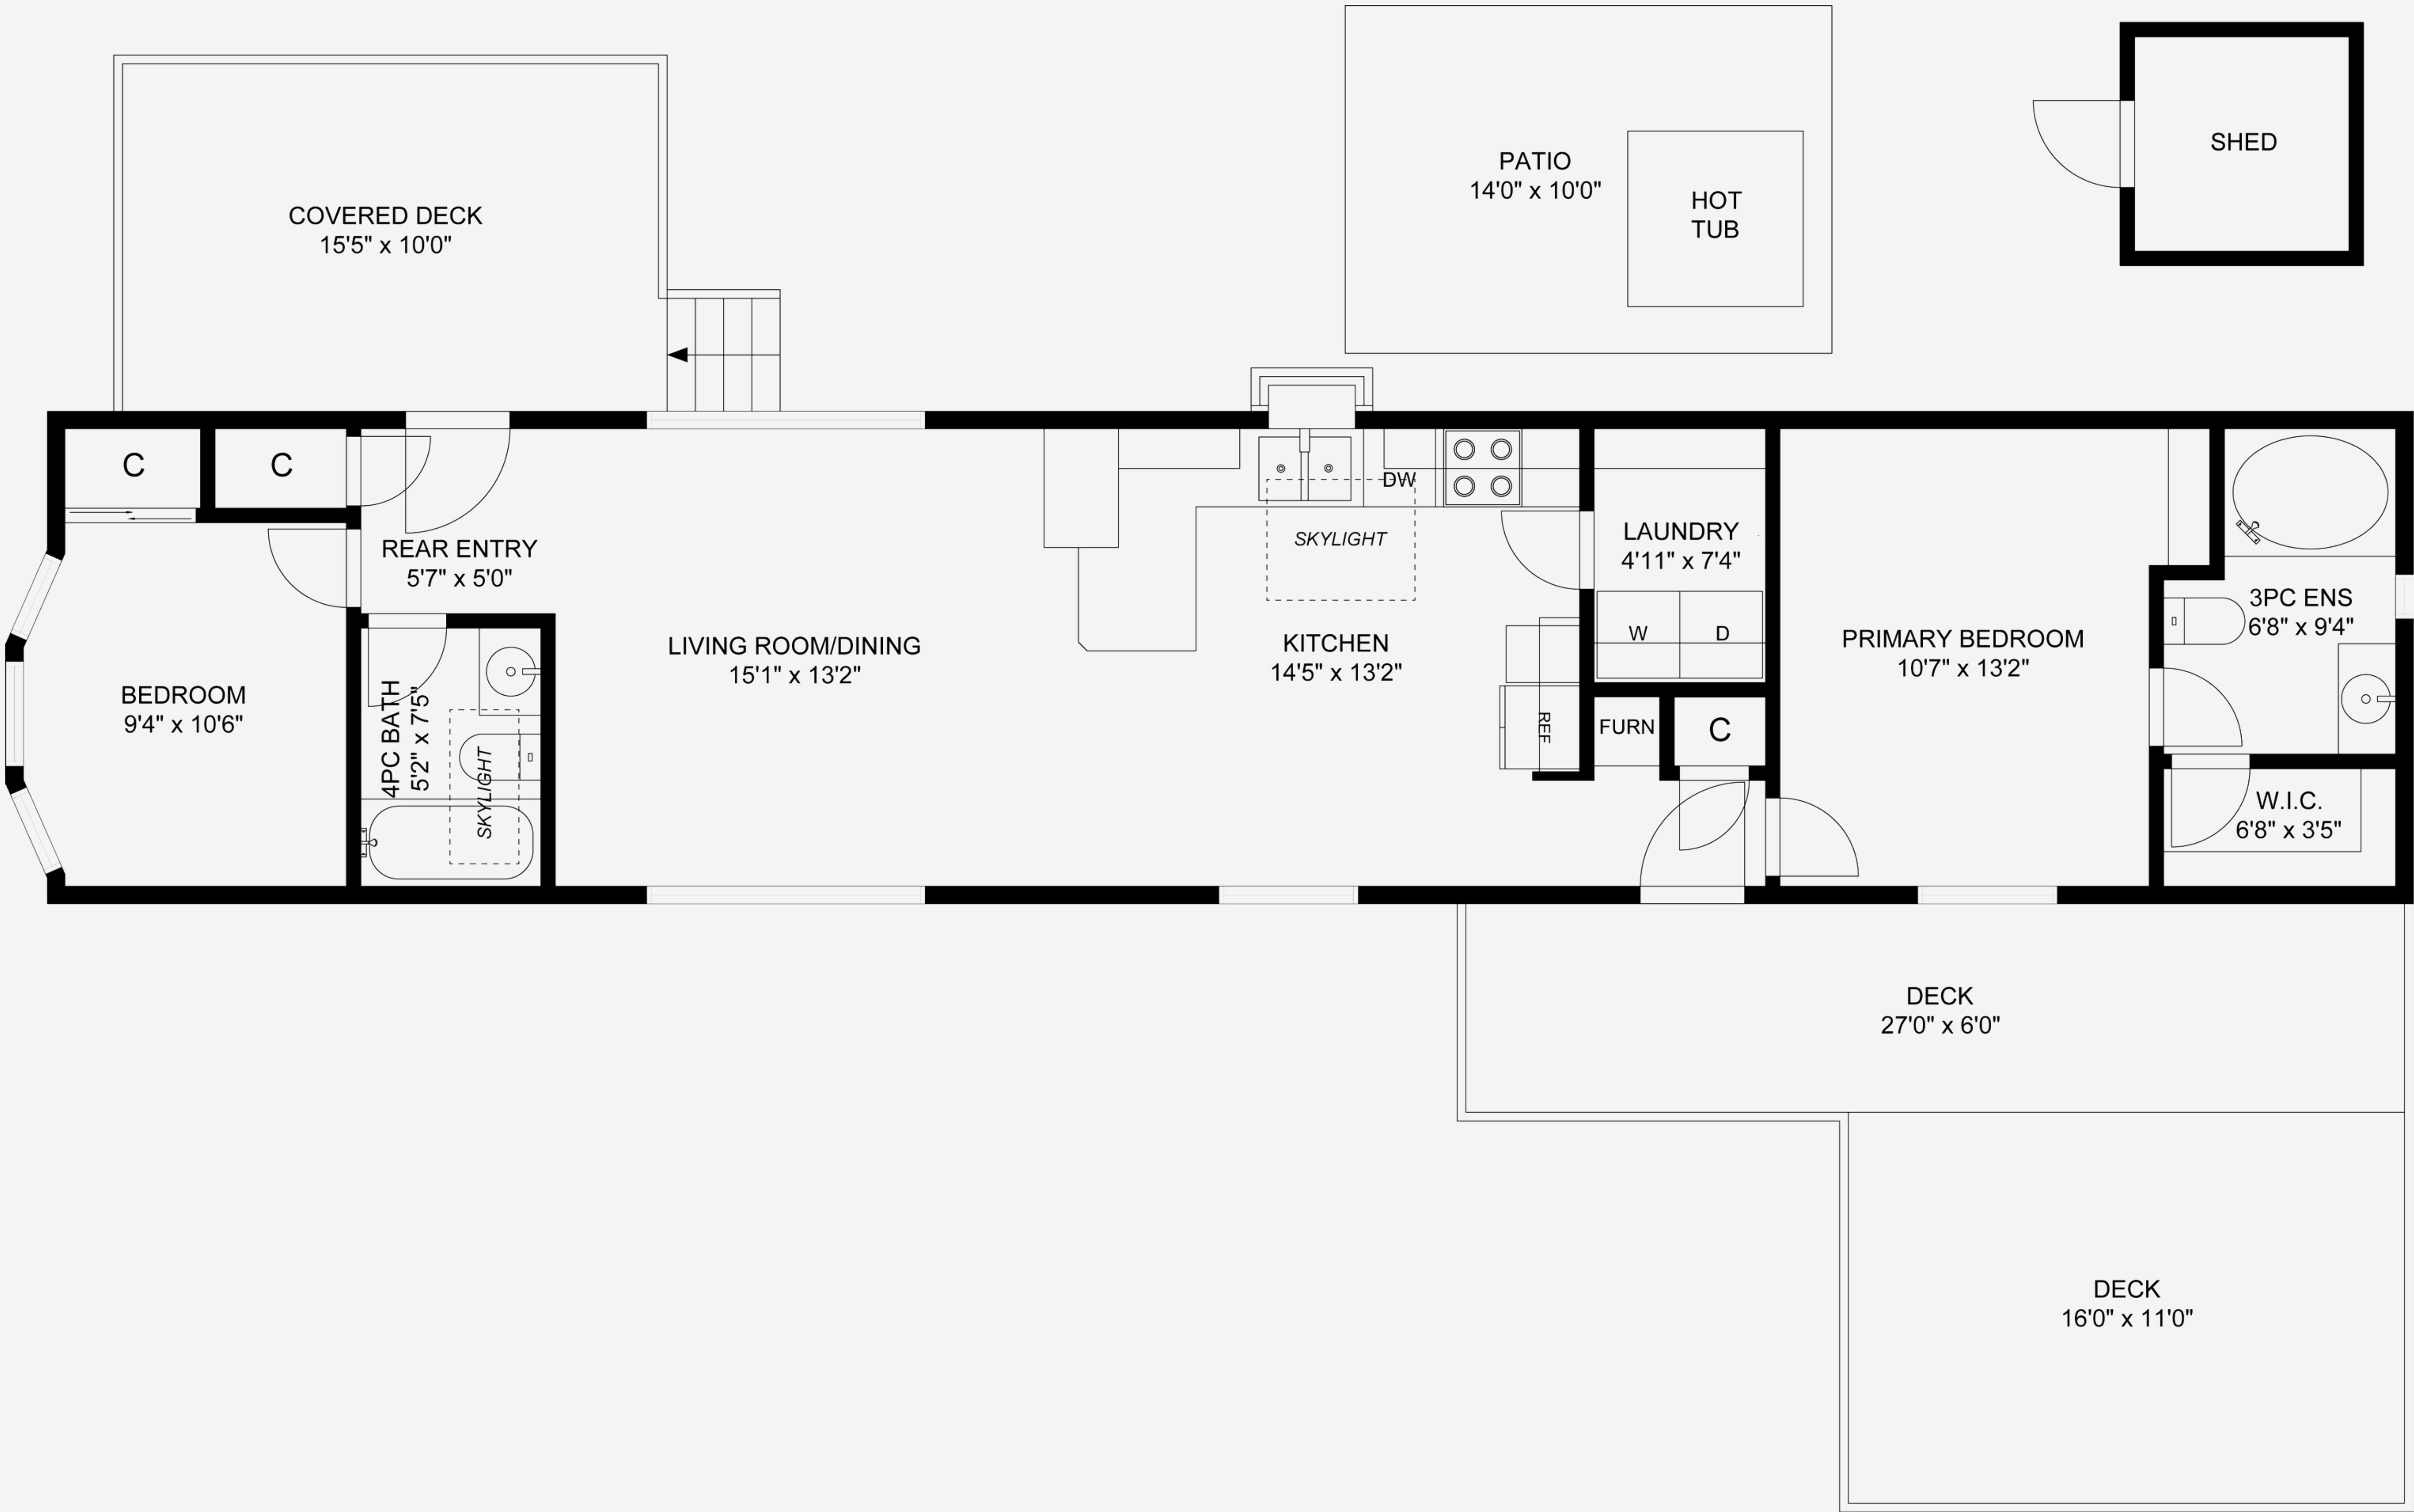 COVERED DECK
15'5" x 10'0"
PATIO
14'0" x 10'0"
HOT
TUB
SHED
C
C
REAR ENTRY
5'7" x 5'0"
BEDROOM
9'4" x 10'6"
4PC BATH
5'2" x 7'5"
SKYLIGHT
LIVING ROOM/DINING
15'1" x 13'2"
DW
SKYLIGHT
KITCHEN
14'5" x 13'2"
REF
LAUNDRY
4'11" x 7'4"
W
D
FURN
C
PRIMARY BEDROOM
10'7" x 13'2"
3PC ENS
6'8" x 9'4"
W.I.C.
6'8" x 3'5"
DECK
27'0" x 6'0"
DECK
16'0" x 11'0"